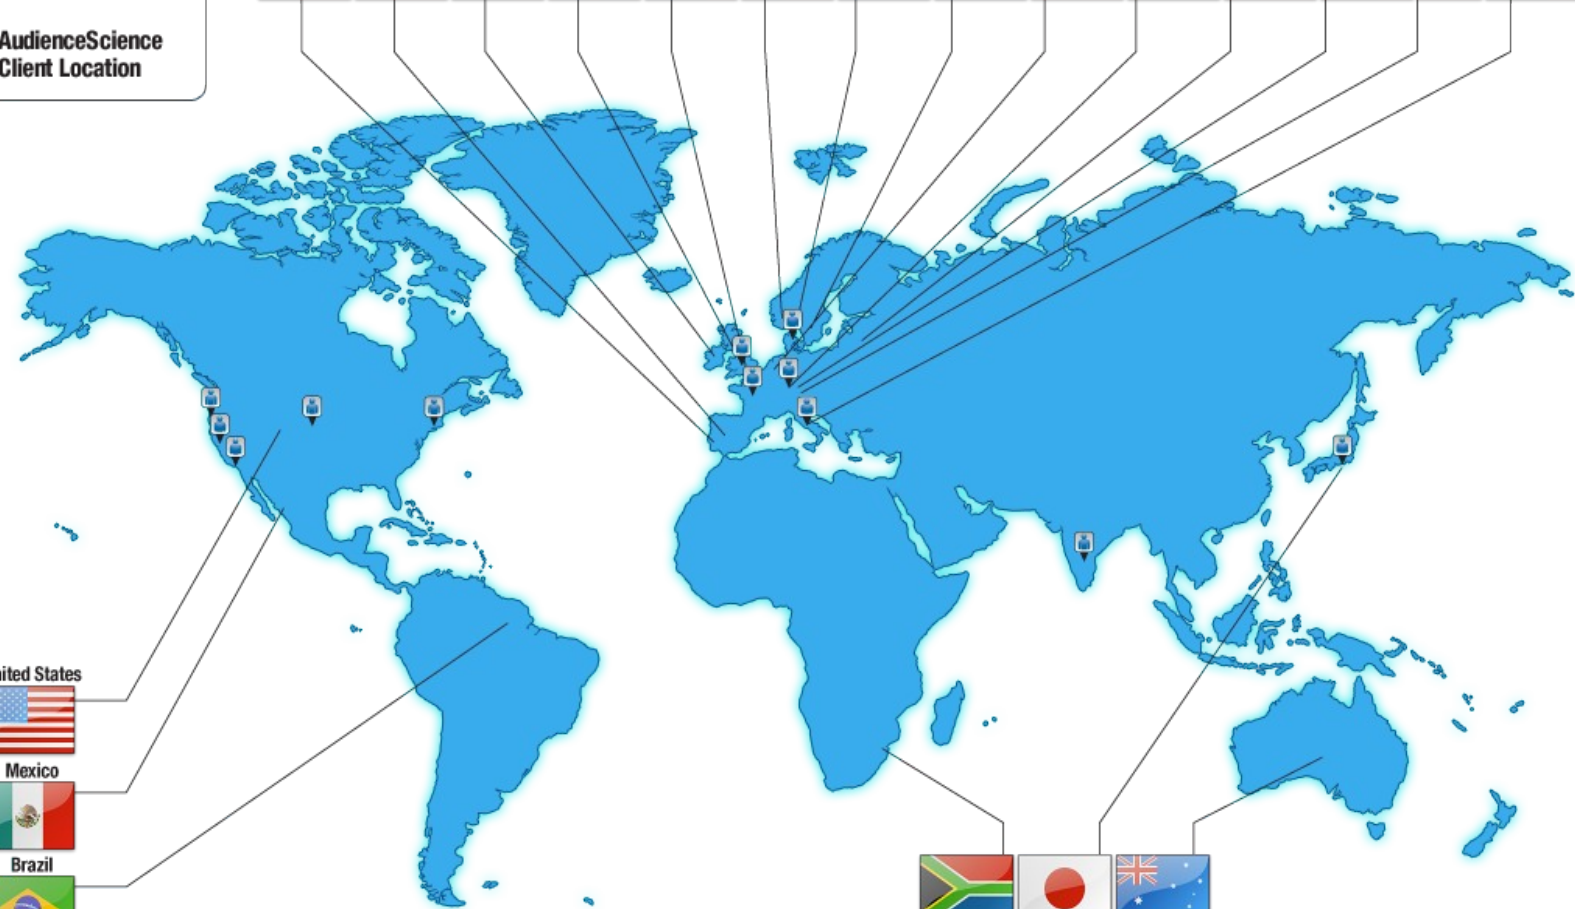 AudienceScience
Client Location
ited States
Mexico
Brazil